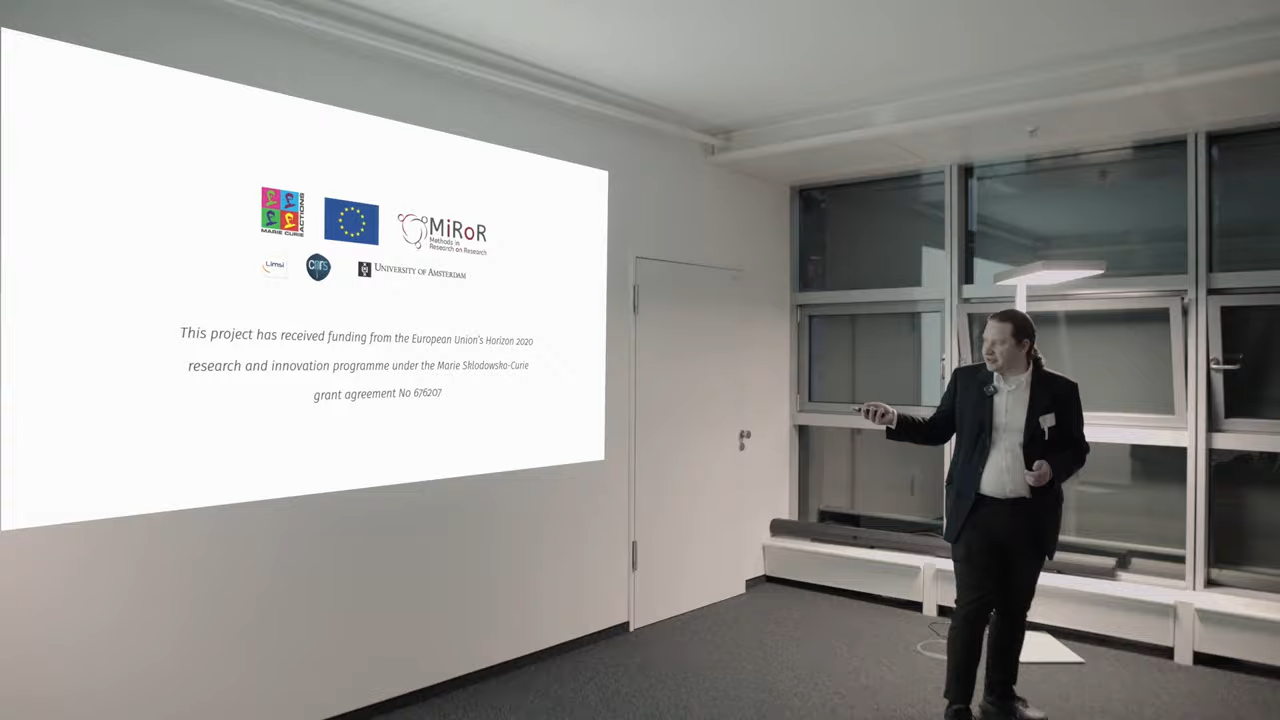 MARIE CURIE ACTIONS
MiRoR
Methods in
Research on Research
Limsi
cnrs
UNIVERSITY OF AMSTERDAM
This project has received funding from the European Union's Horizon 2020
research and innovation programme under the Marie Skłodowska-Curie
grant agreement No 676207